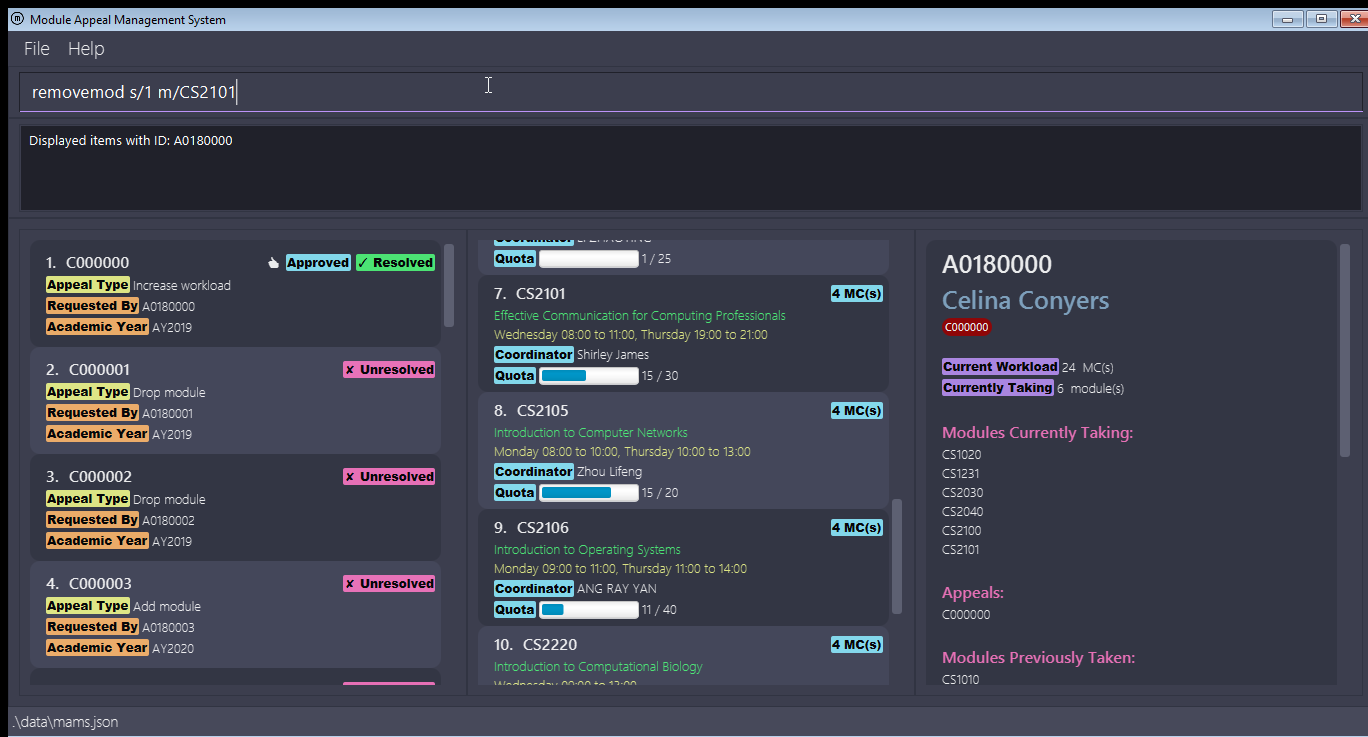 Module Appeal Management System
File Help
removemod s/1 m/CS2101
Displayed items with ID: A0180000
1. C000000
Approved ✓ Resolved
Appeal Type Increase workload
Requested By A0180000
Academic Year AY2019
2. C000001
✘ Unresolved
Appeal Type Drop module
Requested By A0180001
Academic Year AY2019
3. C000002
✘ Unresolved
Appeal Type Drop module
Requested By A0180002
Academic Year AY2019
4. C000003
✘ Unresolved
Appeal Type Add module
Requested By A0180003
Academic Year AY2020
Quota 1 / 25
7. CS2101
4 MC(s)
Effective Communication for Computing Professionals
Wednesday 08:00 to 11:00, Thursday 19:00 to 21:00
Coordinator Shirley James
Quota 15 / 30
8. CS2105
4 MC(s)
Introduction to Computer Networks
Monday 08:00 to 10:00, Thursday 10:00 to 13:00
Coordinator Zhou Lifeng
Quota 15 / 20
9. CS2106
4 MC(s)
Introduction to Operating Systems
Monday 09:00 to 11:00, Thursday 11:00 to 14:00
Coordinator ANG RAY YAN
Quota 11 / 40
10. CS2220
4 MC(s)
Introduction to Computational Biology
Wednesday 09:00 to 13:00
A0180000
Celina Conyers
C000000
Current Workload 24 MC(s)
Currently Taking 6 module(s)
Modules Currently Taking:
CS1020
CS1231
CS2030
CS2040
CS2100
CS2101
Appeals:
C000000
Modules Previously Taken:
CS1010
.\data\mams.json